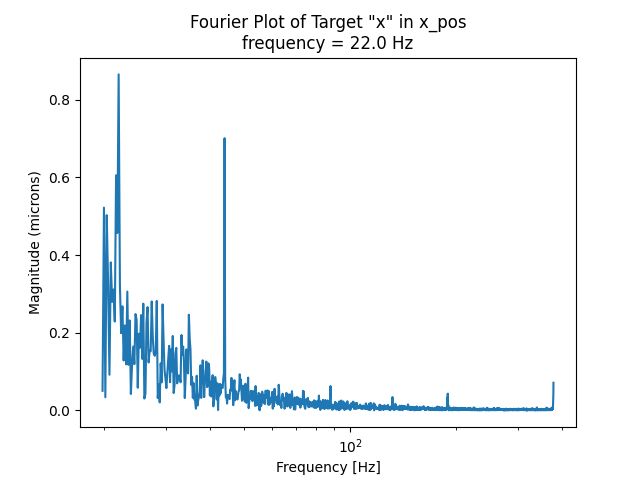 Fourier Plot of Target "x" in x_pos
frequency = 22.0 Hz
Magnitude (microns)
0.8
0.6
0.4
0.2
0.0
10²
Frequency [Hz]